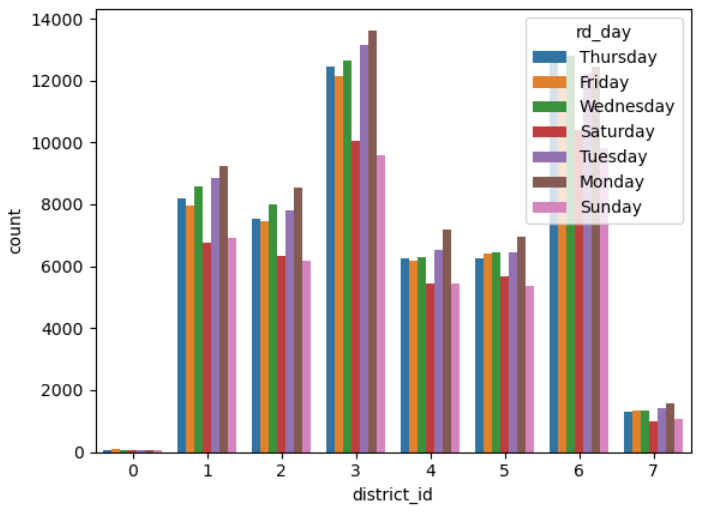 14000
12000
10000
8000
6000
4000
2000
0
count
rd_day
Thursday
Friday
Wednesday
Saturday
Tuesday
Monday
Sunday
0 1 2 3 4 5 6 7
district_id